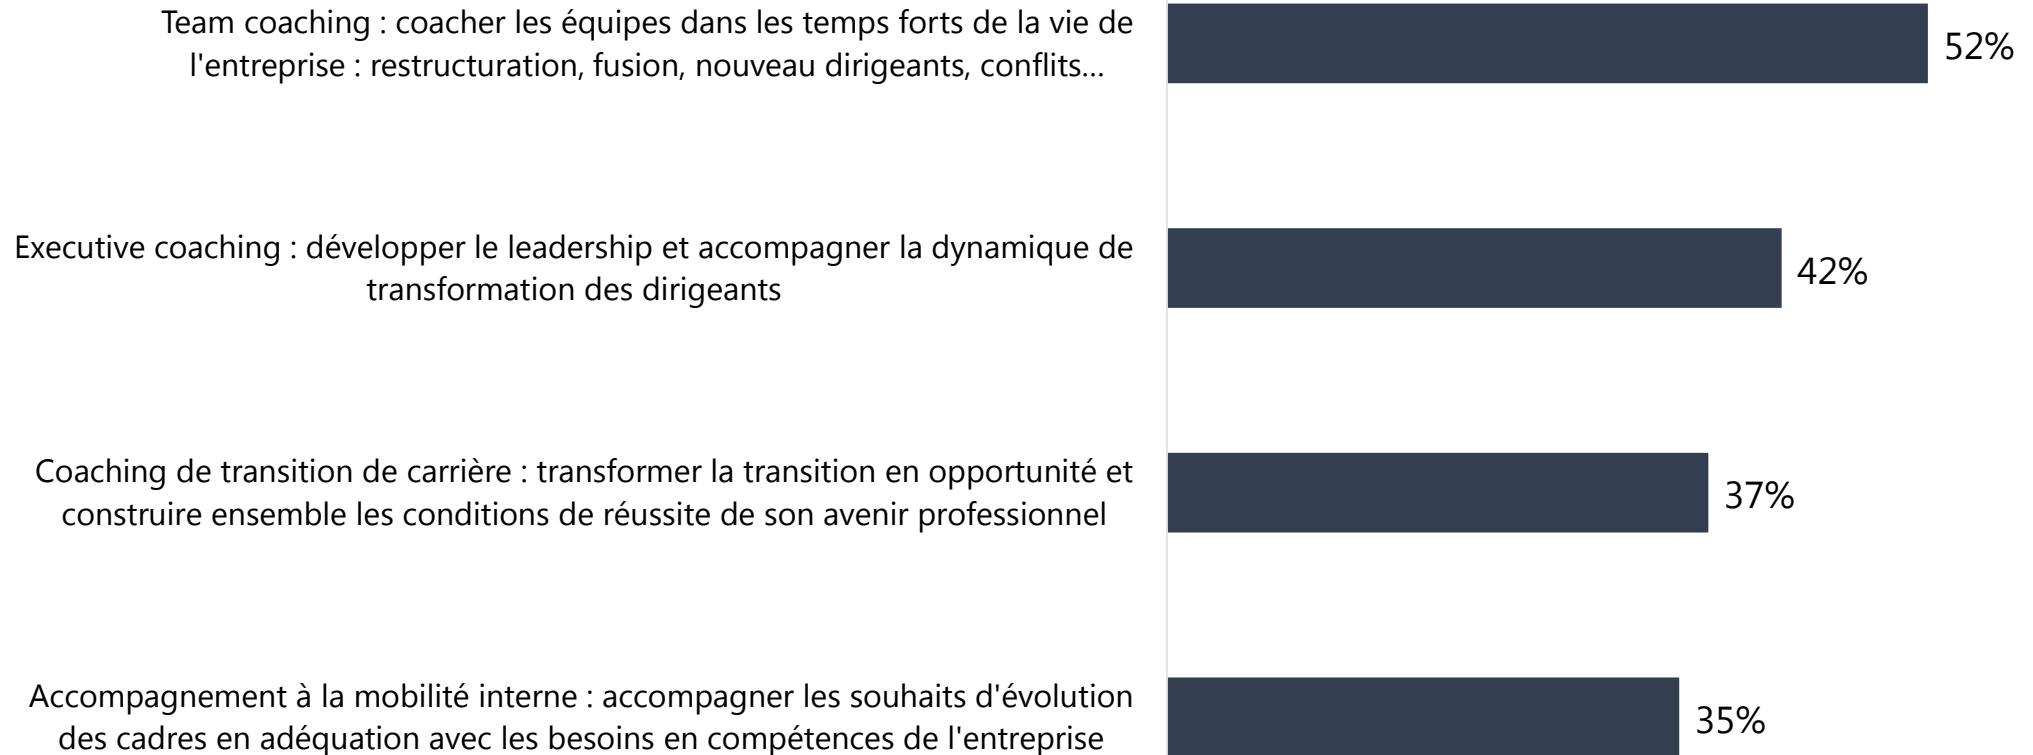 Team coaching : coacher les équipes dans les temps forts de la vie de
l'entreprise : restructuration, fusion, nouveau dirigeants, conflits...
52%
Executive coaching : développer le leadership et accompagner la dynamique de
transformation des dirigeants
42%
Coaching de transition de carrière : transformer la transition en opportunité et
construire ensemble les conditions de réussite de son avenir professionnel
37%
Accompagnement à la mobilité interne : accompagner les souhaits d'évolution
des cadres en adéquation avec les besoins en compétences de l'entreprise
35%